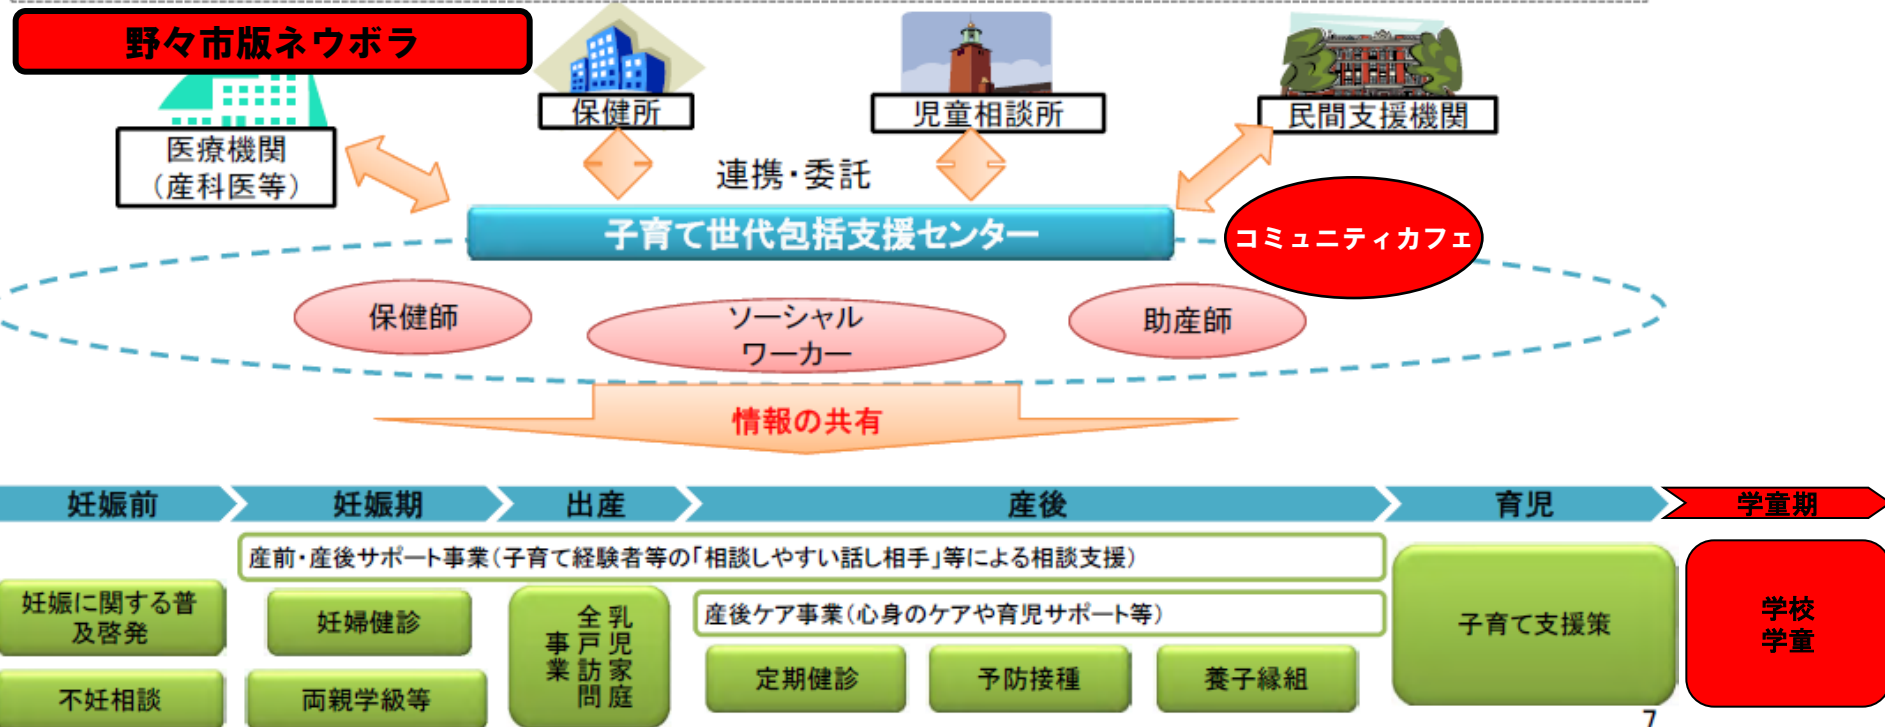 野々市版ネウボラ
医療機関
（産科医等）
保健所
児童相談所
民間支援機関
連携・委託
子育て世代包括支援センター
コミュニティカフェ
保健師
ソーシャル
ワーカー
助産師
情報の共有
妊娠前
妊娠期
出産
産後
育児
学童期
産前・産後サポート事業（子育て経験者等の「相談しやすい話し相手」等による相談支援）
妊娠に関する普
及啓発
不妊相談
妊婦健診
両親学級等
乳児家庭
全戸訪問
事業
産後ケア事業（心身のケアや育児サポート等）
定期健診
予防接種
養子縁組
子育て支援策
学校
学童
7